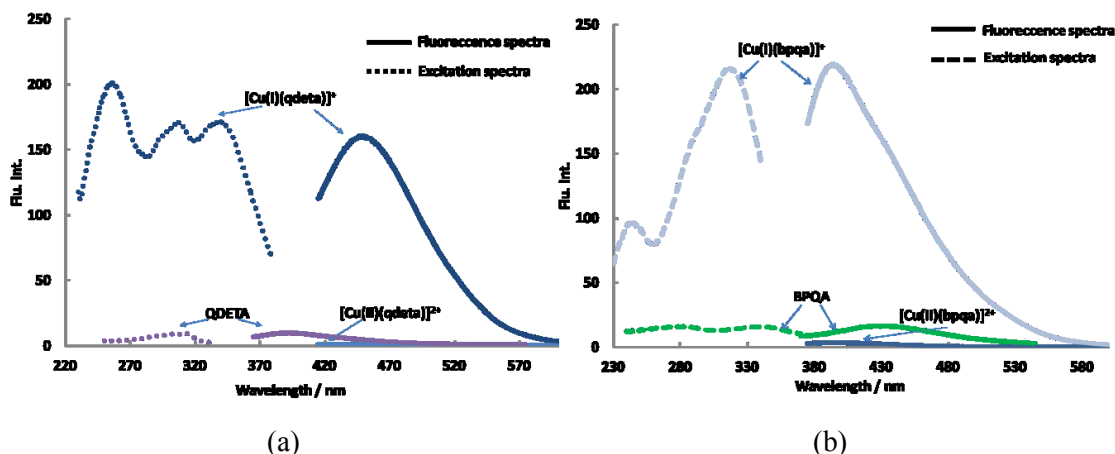 250
200
150
100
50
0
Flu. Int.
220
270
320
370
420
470
520
570
Wavelength / nm
Fluoreccence spectra
Excitation spectra
[Cu(I)(qdeta)]⁺
QDETA
[Cu(II)(qdeta)]²⁺
(a)
250
200
150
100
50
0
Flu. Int.
230
280
330
380
430
480
530
580
Wavelength / nm
Fluoreccence spectra
Excitation spectra
[Cu(I)(bpqa)]⁺
BPQA
[Cu(II)(bpqa)]²⁺
(b)